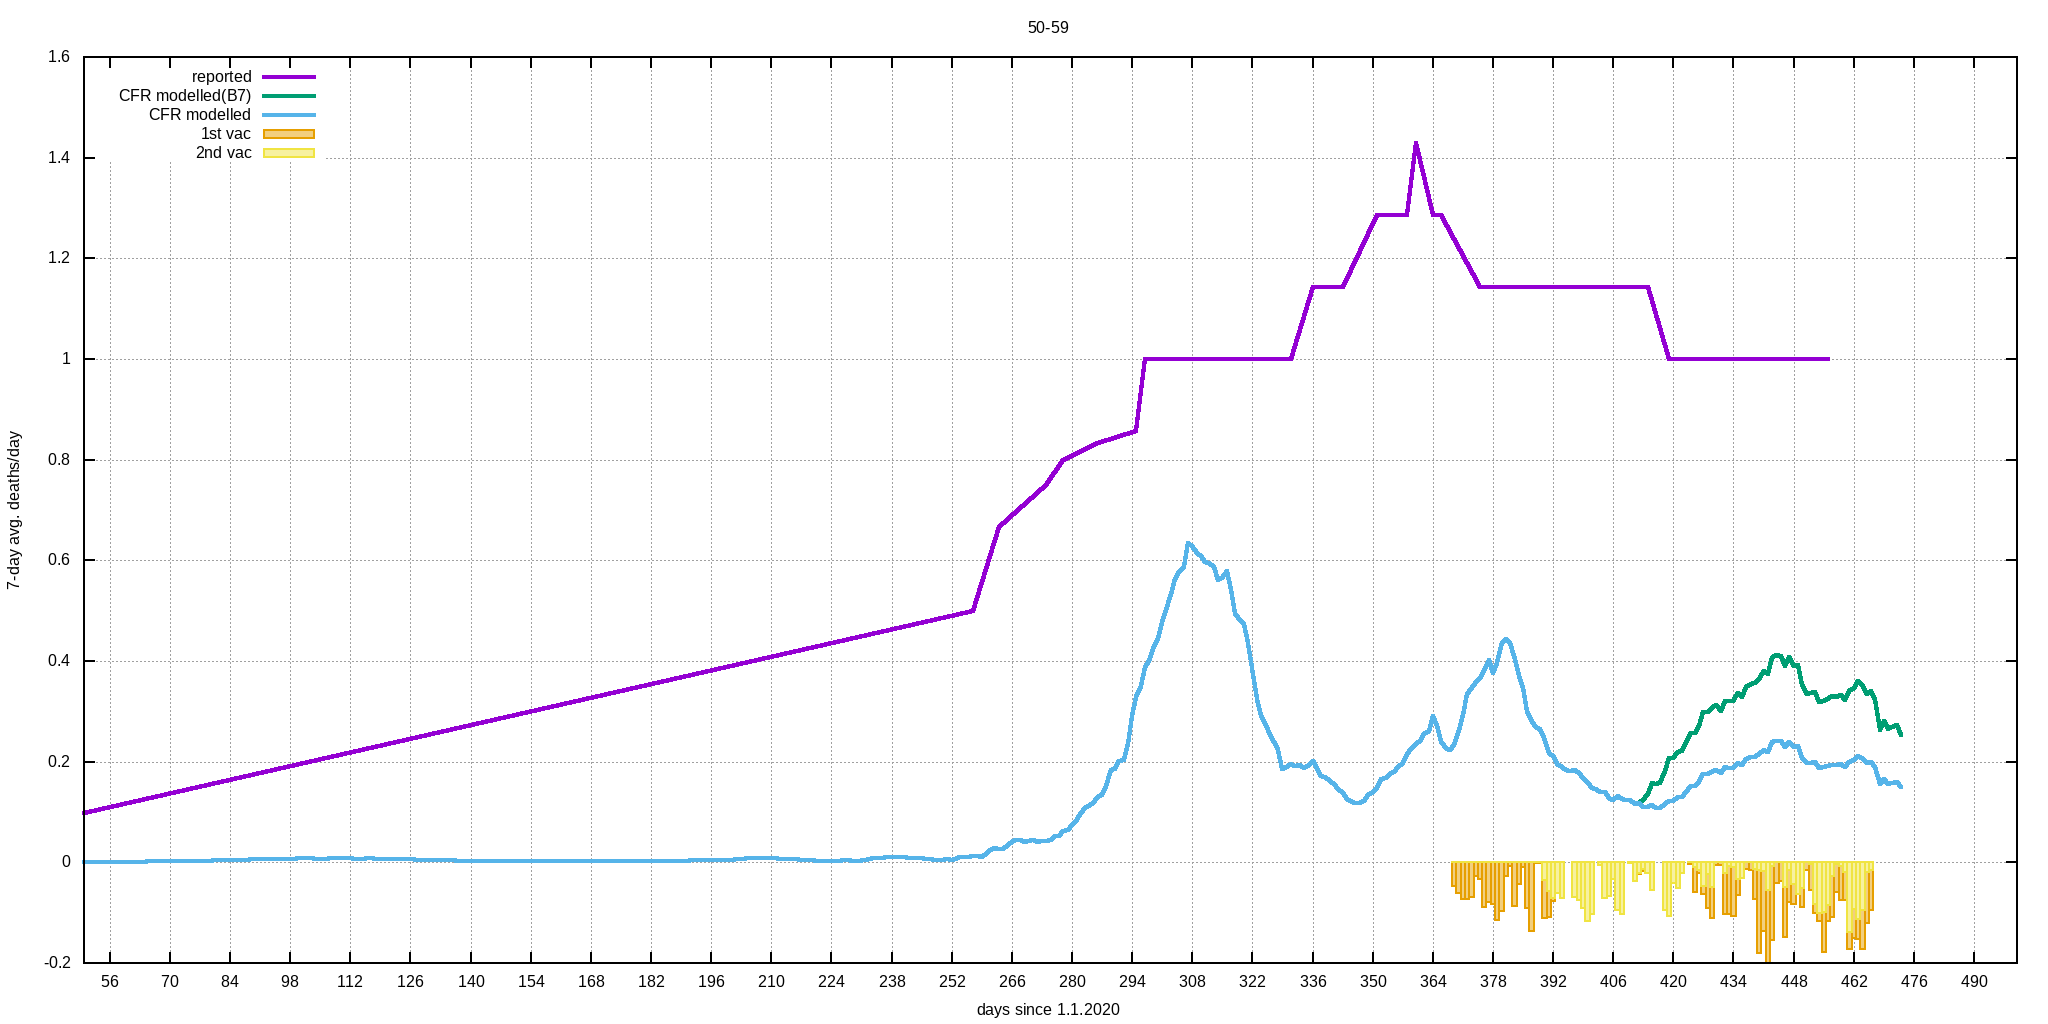 50-59
1.6
1.4
1.2
1
0.8
0.6
0.4
0.2
0
-0.2
7-day avg. deaths/day
reported
CFR modelled(B7)
CFR modelled
1st vac
2nd vac
56 70 84 98 112 126 140 154 168 182 196 210 224 238 252 266 280 294 308 322 336 350 364 378 392 406 420 434 448 462 476 490
days since 1.1.2020